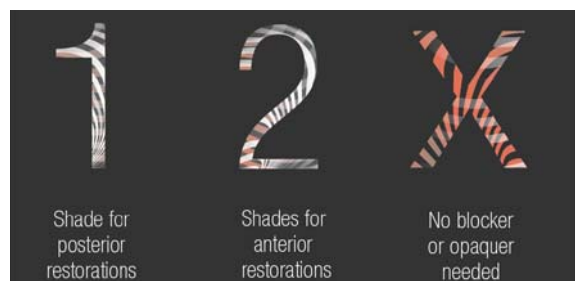 1
Shade for
posterior
restorations
2
Shades for
anterior
restorations
X
No blocker
or opaquer
needed